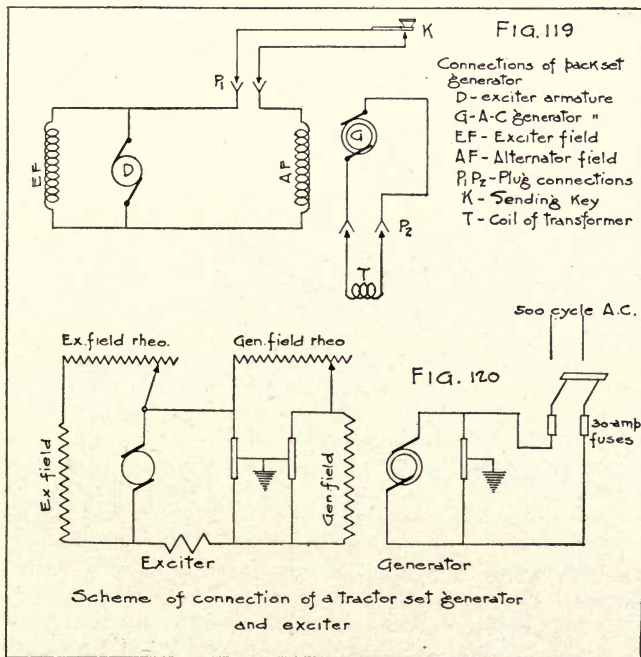 FIG. 119
K
Connections of pack set
generator
D - exciter armature
G - A-C generator "
EF - Exciter field
AF - Alternator field
P1 P2 - Plug connections
K - Sending Key
T - Coil of transformer
P1
EF
D
AF
G
P2
T
500 cycle A.C.
Ex. field rheo.
Gen. field rheo
FIG. 120
30-amp
fuses
Ex. field
Gen. field
Exciter
Generator
Scheme of connection of a tractor set generator
and exciter